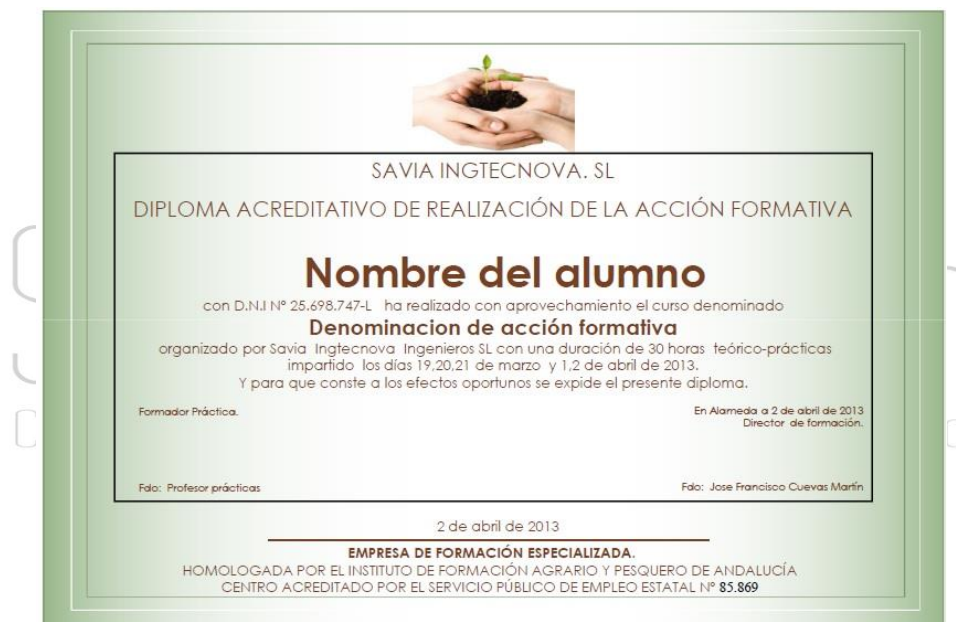 SAVIA INGTECNOVA. SL
DIPLOMA ACREDITATIVO DE REALIZACIÓN DE LA ACCIÓN FORMATIVA
Nombre del alumno
con D.N.I Nº 25.698.747-L ha realizado con aprovechamiento el curso denominado
Denominacion de acción formativa
organizado por Savia Ingtecnova Ingenieros SL con una duración de 30 horas teórico-prácticas
impartido los días 19,20,21 de marzo y 1,2 de abril de 2013.
Y para que conste a los efectos oportunos se expide el presente diploma.
Formador Práctica.
En Alameda a 2 de abril de 2013
Director de formación.
Fdo: Profesor prácticas
Fdo: Jose Francisco Cuevas Martín
2 de abril de 2013
EMPRESA DE FORMACIÓN ESPECIALIZADA.
HOMOLOGADA POR EL INSTITUTO DE FORMACIÓN AGRARIO Y PESQUERO DE ANDALUCÍA
CENTRO ACREDITADO POR EL SERVICIO PÚBLICO DE EMPLEO ESTATAL Nº 85.869